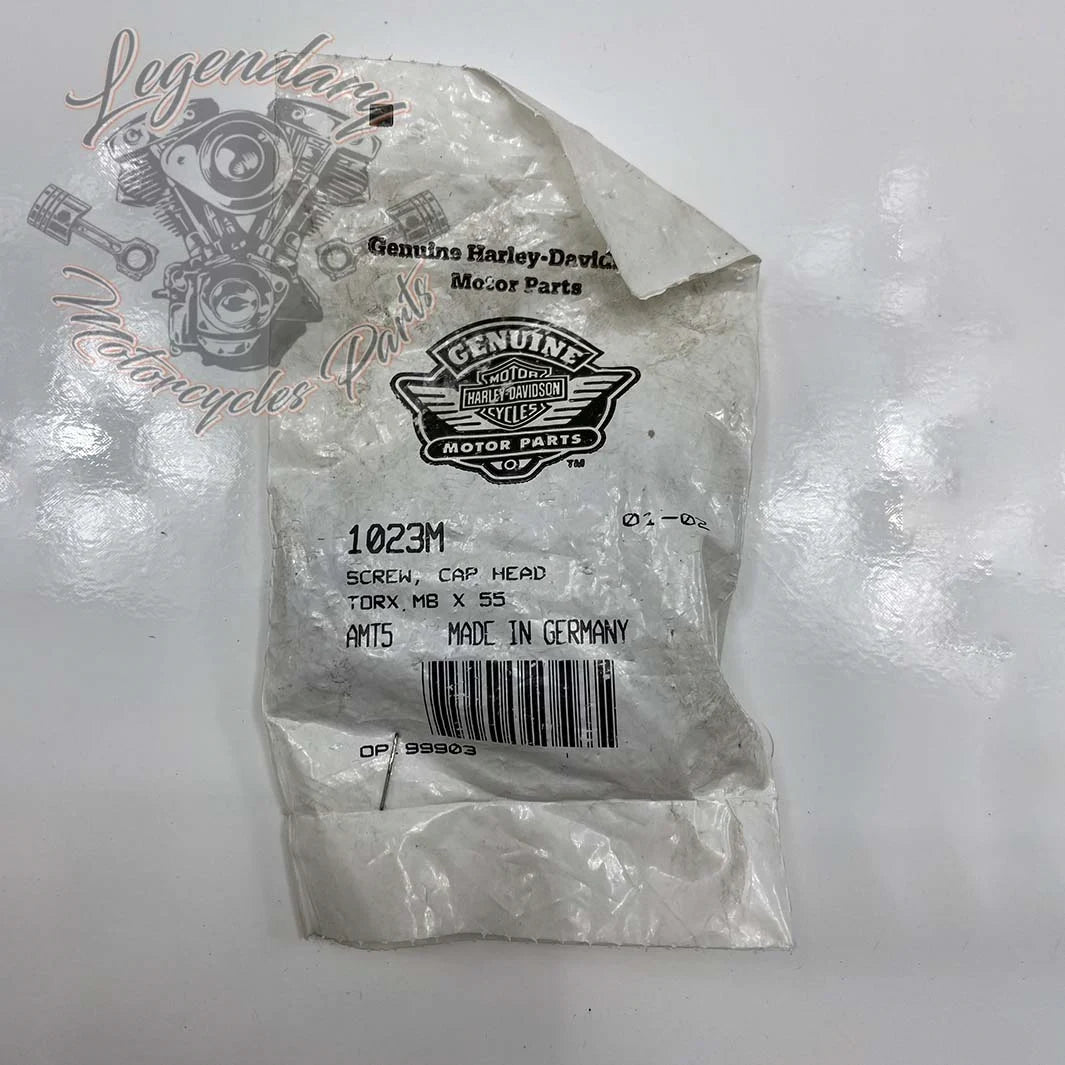 Legendary
Motorcycles Parts
Genuine Harley-Davids
Motor Parts
GENUINE
MOTOR
HARLEY-DAVIDSON
CYCLES
MOTOR PARTS
TM
1023M 01-02
SCREW, CAP HEAD
TORX, M8 X 55
AMT5 MADE IN GERMANY
OP. 99903